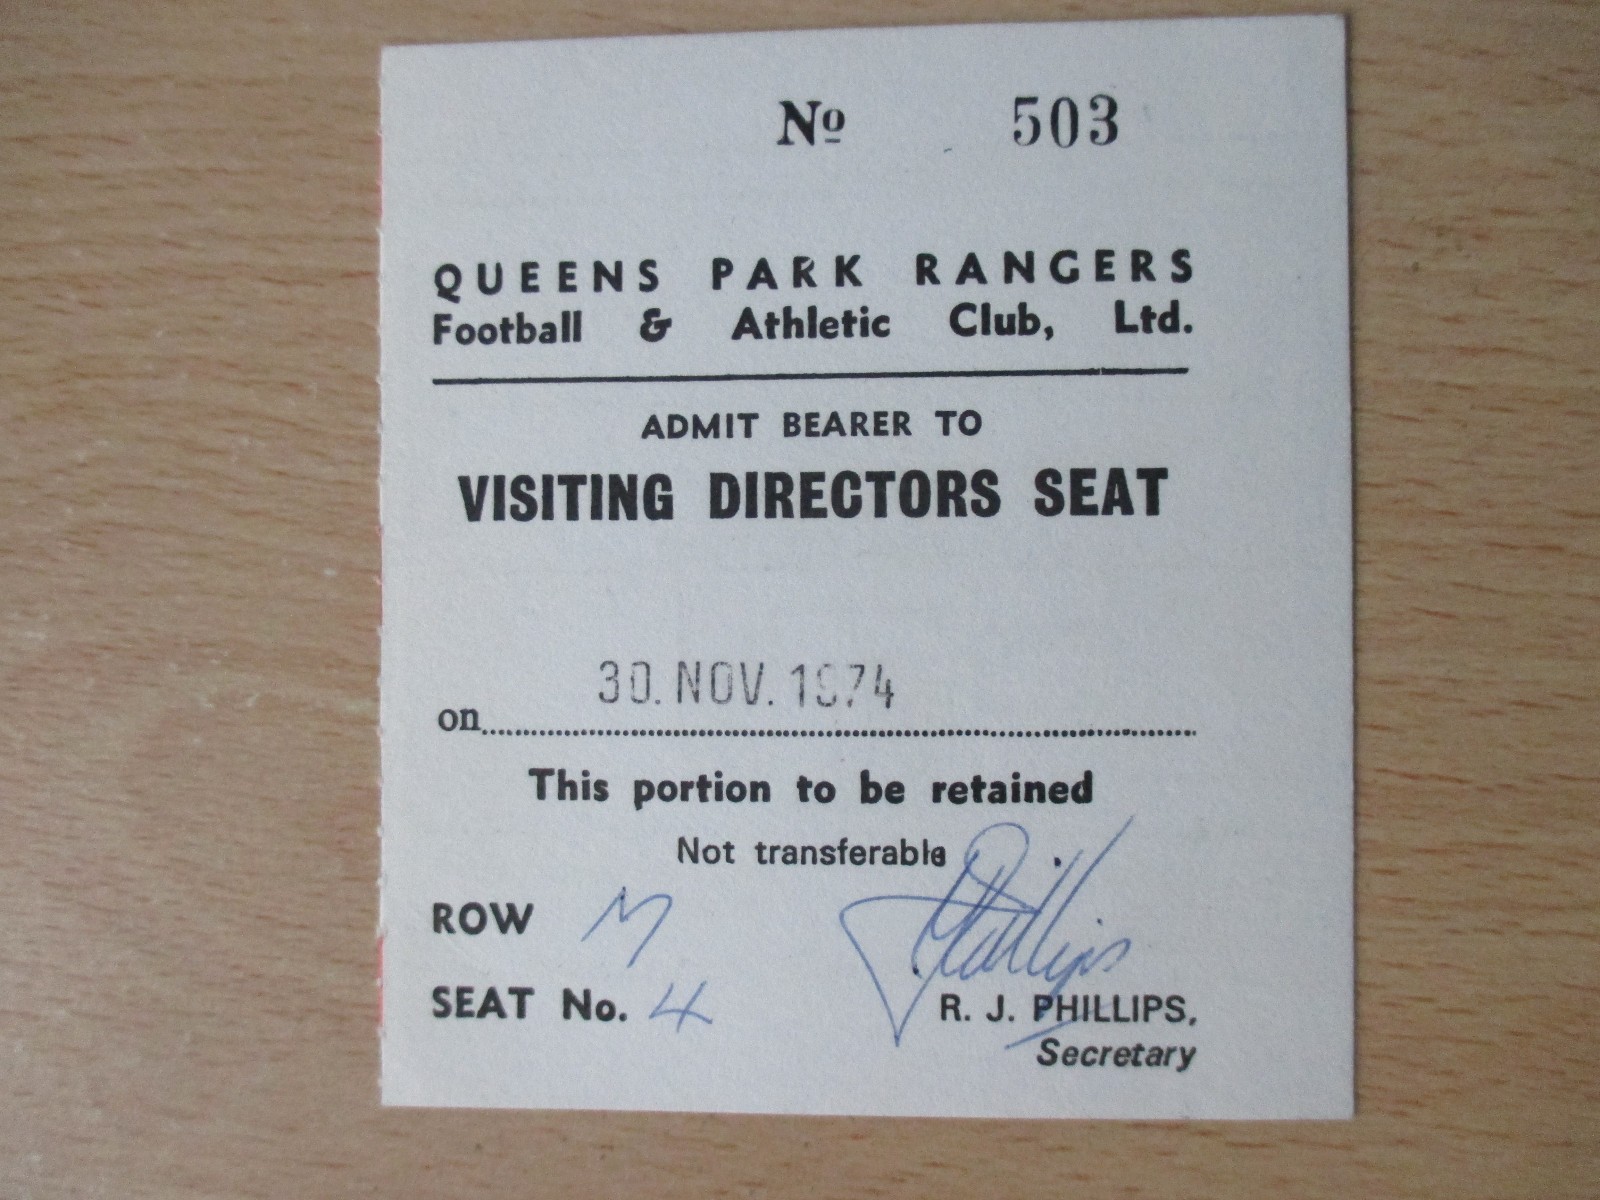 Nº 503
QUEENS PARK RANGERS
Football & Athletic Club, Ltd.
ADMIT BEARER TO
VISITING DIRECTORS SEAT
on 30. NOV. 1974
This portion to be retained
Not transferable
ROW M
SEAT No. 4
RJPhillips
R. J. PHILLIPS,
Secretary